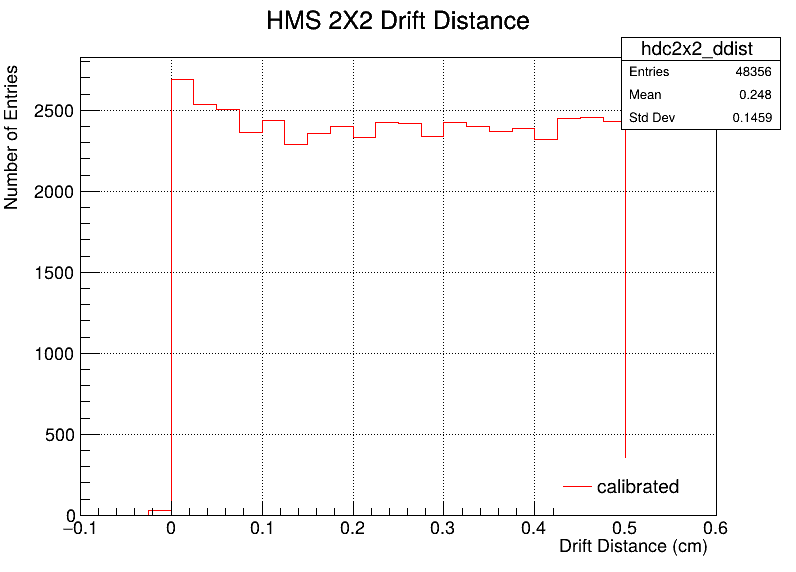 HMS 2X2 Drift Distance
hdc2x2_ddist
Entries 48356
Mean 0.248
Std Dev 0.1459
Number of Entries
2500
2000
1500
1000
500
0
−0.1 0 0.1 0.2 0.3 0.4 0.5 0.6
calibrated
Drift Distance (cm)